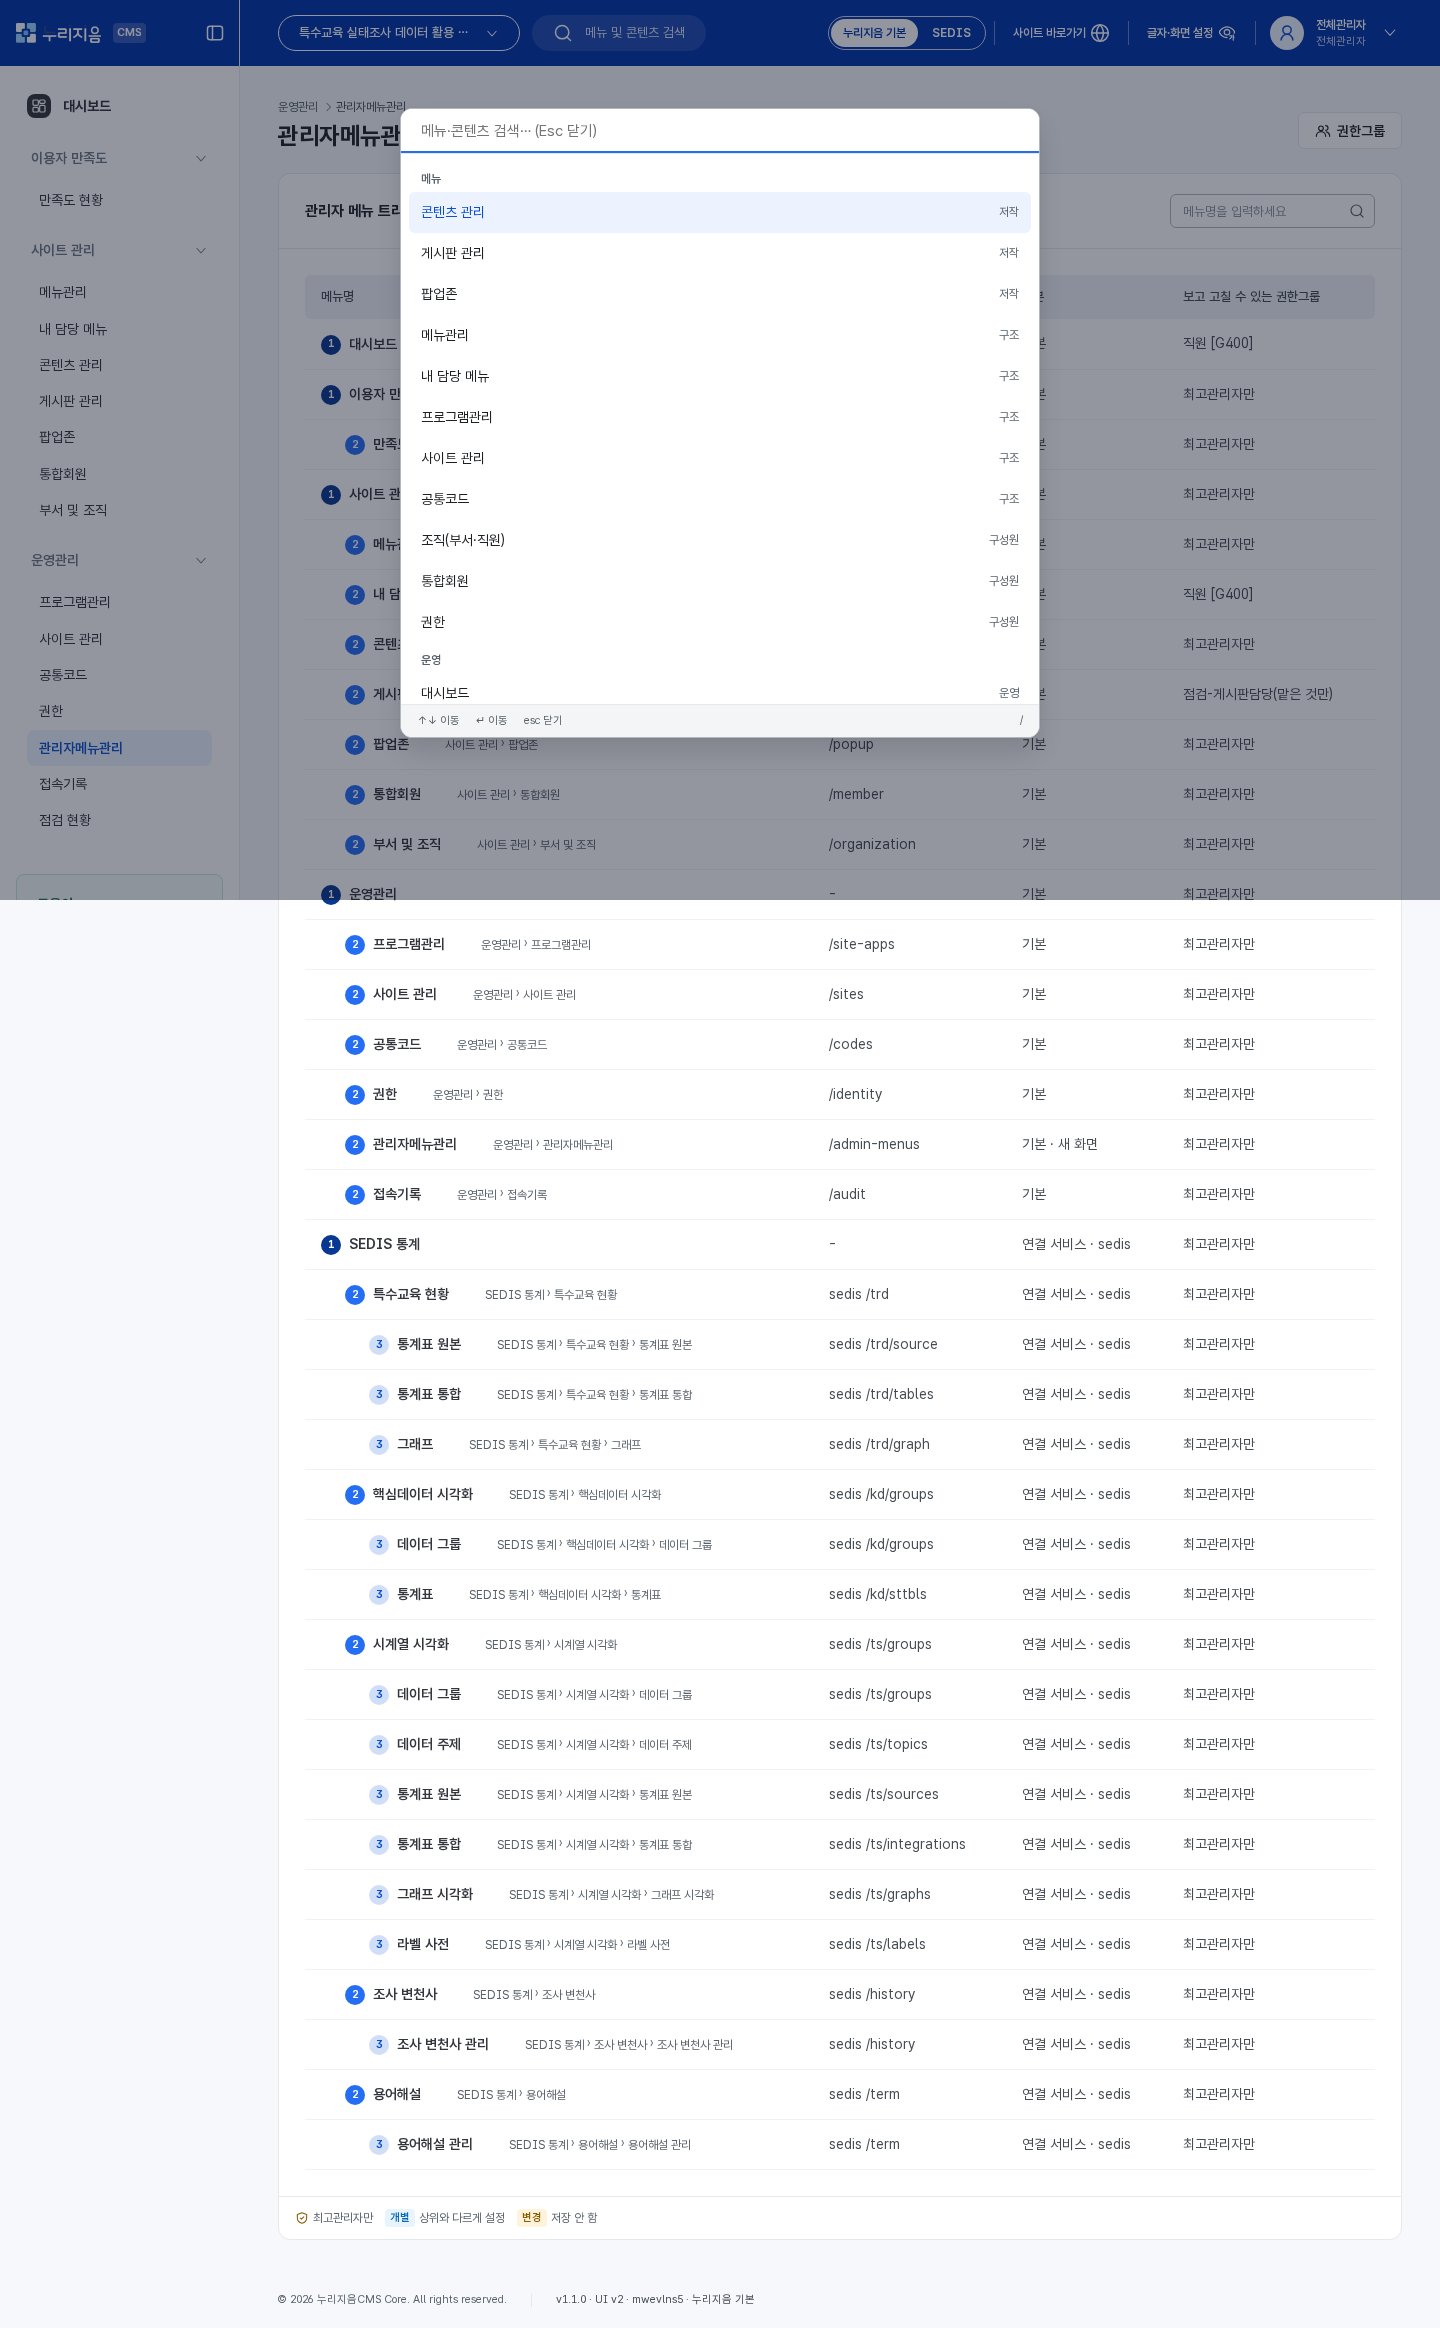 누리지음 CMS
특수교육 실태조사 데이터 활용 …
메뉴 및 콘텐츠 검색
누리지음 기본
SEDIS
사이트 바로가기
글자·화면 설정
전체관리자
전체관리자
대시보드
이용자 만족도
만족도 현황
사이트 관리
메뉴관리
내 담당 메뉴
콘텐츠 관리
게시판 관리
팝업존
통합회원
부서 및 조직
운영관리
프로그램관리
사이트 관리
공통코드
권한
관리자메뉴관리
접속기록
점검 현황
운영관리 > 관리자메뉴관리
관리자메뉴관
권한그룹
관리자 메뉴 트리
메뉴명을 입력하세요
메뉴·콘텐츠 검색… (Esc 닫기)
메뉴
콘텐츠 관리 저작
게시판 관리 저작
팝업존 저작
메뉴관리 구조
내 담당 메뉴 구조
프로그램관리 구조
사이트 관리 구조
공통코드 구조
조직(부서·직원) 구성원
통합회원 구성원
권한 구성원
운영
대시보드 운영
↑↓ 이동 ↵ 이동 esc 닫기 /
메뉴명 보고 고칠 수 있는 권한그룹
1 대시보드 직원 [G400]
1 이용자 만 최고관리자만
2 만족도 최고관리자만
1 사이트 관 최고관리자만
2 메뉴관 최고관리자만
2 내 담 직원 [G400]
2 콘텐츠 최고관리자만
2 게시 점검-게시판담당(맡은 것만)
2 팝업존 사이트 관리 › 팝업존 /popup 기본 최고관리자만
2 통합회원 사이트 관리 › 통합회원 /member 기본 최고관리자만
2 부서 및 조직 사이트 관리 › 부서 및 조직 /organization 기본 최고관리자만
1 운영관리 - 기본 최고관리자만
2 프로그램관리 운영관리 › 프로그램관리 /site-apps 기본 최고관리자만
2 사이트 관리 운영관리 › 사이트 관리 /sites 기본 최고관리자만
2 공통코드 운영관리 › 공통코드 /codes 기본 최고관리자만
2 권한 운영관리 › 권한 /identity 기본 최고관리자만
2 관리자메뉴관리 운영관리 › 관리자메뉴관리 /admin-menus 기본 · 새 화면 최고관리자만
2 접속기록 운영관리 › 접속기록 /audit 기본 최고관리자만
1 SEDIS 통계 - 연결 서비스 · sedis 최고관리자만
2 특수교육 현황 SEDIS 통계 › 특수교육 현황 sedis /trd 연결 서비스 · sedis 최고관리자만
3 통계표 원본 SEDIS 통계 › 특수교육 현황 › 통계표 원본 sedis /trd/source 연결 서비스 · sedis 최고관리자만
3 통계표 통합 SEDIS 통계 › 특수교육 현황 › 통계표 통합 sedis /trd/tables 연결 서비스 · sedis 최고관리자만
3 그래프 SEDIS 통계 › 특수교육 현황 › 그래프 sedis /trd/graph 연결 서비스 · sedis 최고관리자만
2 핵심데이터 시각화 SEDIS 통계 › 핵심데이터 시각화 sedis /kd/groups 연결 서비스 · sedis 최고관리자만
3 데이터 그룹 SEDIS 통계 › 핵심데이터 시각화 › 데이터 그룹 sedis /kd/groups 연결 서비스 · sedis 최고관리자만
3 통계표 SEDIS 통계 › 핵심데이터 시각화 › 통계표 sedis /kd/sttbls 연결 서비스 · sedis 최고관리자만
2 시계열 시각화 SEDIS 통계 › 시계열 시각화 sedis /ts/groups 연결 서비스 · sedis 최고관리자만
3 데이터 그룹 SEDIS 통계 › 시계열 시각화 › 데이터 그룹 sedis /ts/groups 연결 서비스 · sedis 최고관리자만
3 데이터 주제 SEDIS 통계 › 시계열 시각화 › 데이터 주제 sedis /ts/topics 연결 서비스 · sedis 최고관리자만
3 통계표 원본 SEDIS 통계 › 시계열 시각화 › 통계표 원본 sedis /ts/sources 연결 서비스 · sedis 최고관리자만
3 통계표 통합 SEDIS 통계 › 시계열 시각화 › 통계표 통합 sedis /ts/integrations 연결 서비스 · sedis 최고관리자만
3 그래프 시각화 SEDIS 통계 › 시계열 시각화 › 그래프 시각화 sedis /ts/graphs 연결 서비스 · sedis 최고관리자만
3 라벨 사전 SEDIS 통계 › 시계열 시각화 › 라벨 사전 sedis /ts/labels 연결 서비스 · sedis 최고관리자만
2 조사 변천사 SEDIS 통계 › 조사 변천사 sedis /history 연결 서비스 · sedis 최고관리자만
3 조사 변천사 관리 SEDIS 통계 › 조사 변천사 › 조사 변천사 관리 sedis /history 연결 서비스 · sedis 최고관리자만
2 용어해설 SEDIS 통계 › 용어해설 sedis /term 연결 서비스 · sedis 최고관리자만
3 용어해설 관리 SEDIS 통계 › 용어해설 › 용어해설 관리 sedis /term 연결 서비스 · sedis 최고관리자만
최고관리자만 개별 상위와 다르게 설정 변경 저장 안 함
© 2026 누리지음CMS Core. All rights reserved. v1.1.0 · UI v2 · mwevlns5 · 누리지음 기본